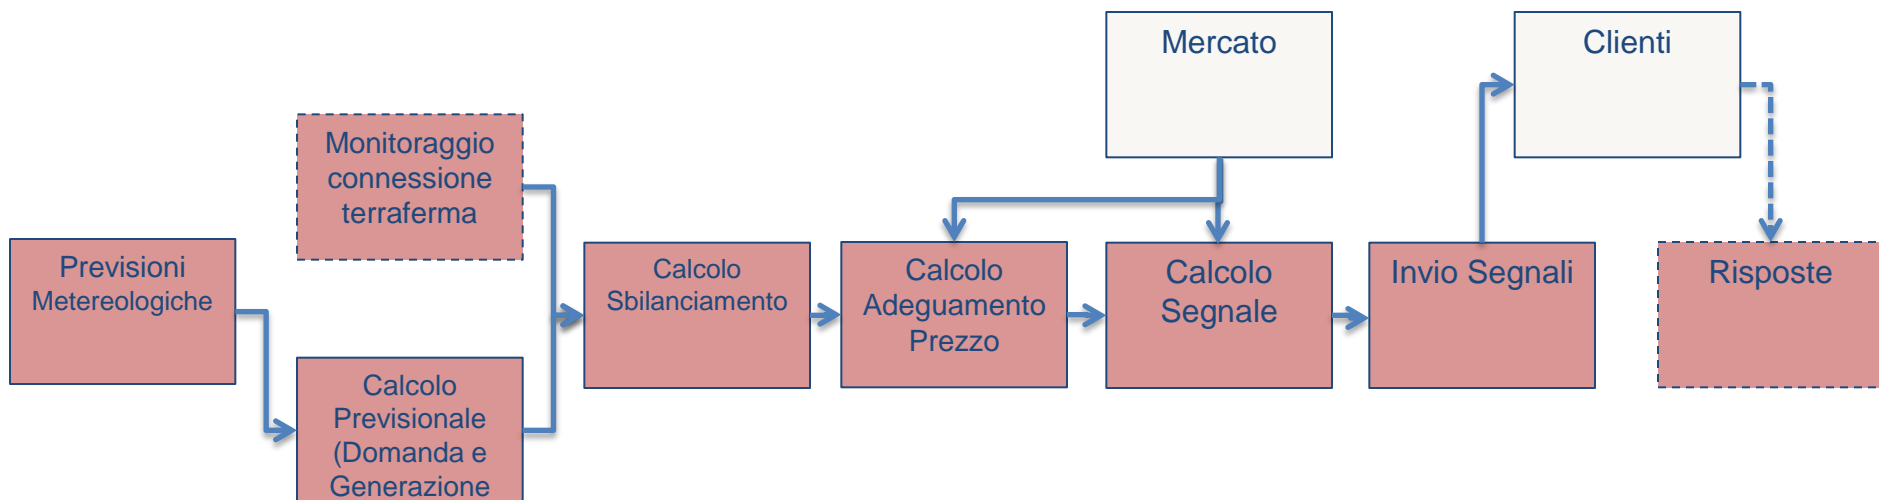 Mercato
Clienti
Monitoraggio
connessione
terraferma
Previsioni
Metereologiche
Calcolo
Sbilanciamento
Calcolo
Adeguamento
Prezzo
Calcolo
Segnale
Invio Segnali
Risposte
Calcolo
Previsionale
(Domanda e
Generazione